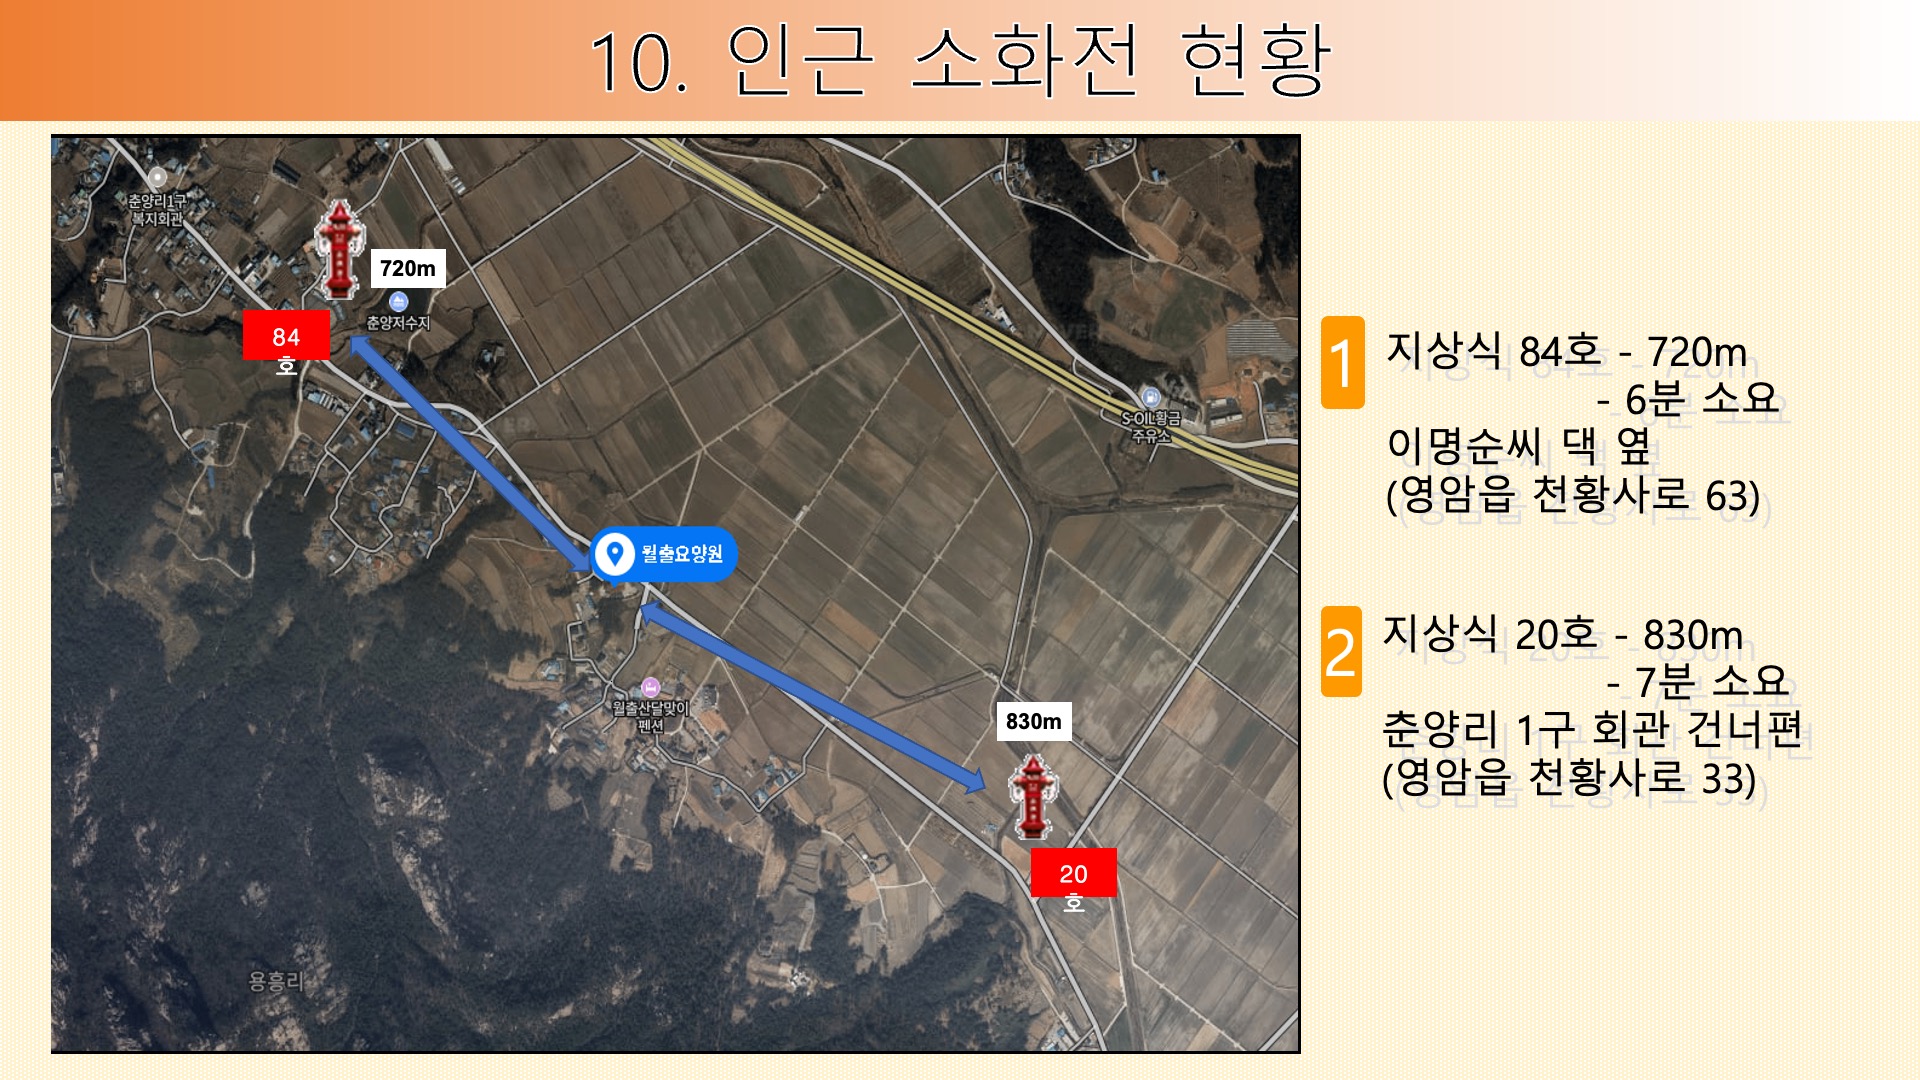 10. 인근 소화전 현황
춘양리1구
복지회관
720m
춘양저수지
84
호
S-OIL황금
주유소
월출요양원
월출산달맞이
펜션
830m
20
호
용흥리
1
지상식 84호 - 720m
- 6분 소요
이명순씨 댁 옆
(영암읍 천황사로 63)
2
지상식 20호 - 830m
- 7분 소요
춘양리 1구 회관 건너편
(영암읍 천황사로 33)